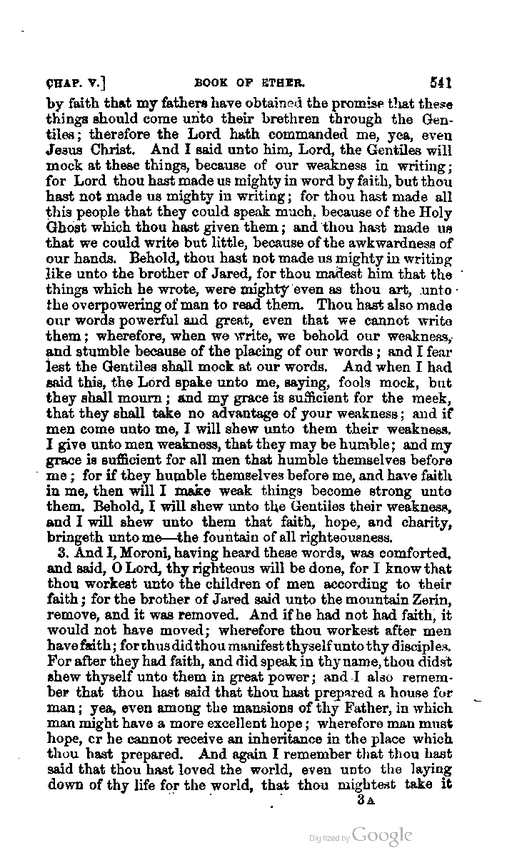 CHAP. V.] BOOK OF ETHER. 541
by faith that my fathers have obtained the promise that these
things should come unto their brethren through the Gen-
tiles; therefore the Lord hath commanded me, yea, even
Jesus Christ. And I said unto him, Lord, the Gentiles will
mock at these things, because of our weakness in writing;
for Lord thou hast made us mighty in word by faith, but thou
hast not made us mighty in writing; for thou hast made all
this people that they could speak much, because of the Holy
Ghost which thou hast given them; and thou hast made us
that we could write but little, because of the awkwardness of
our hands. Behold, thou hast not made us mighty in writing
like unto the brother of Jared, for thou madest him that the
things which he wrote, were mighty even as thou art, unto
the overpowering of man to read them. Thou hast also made
our words powerful and great, even that we cannot write
them; wherefore, when we write, we behold our weakness,
and stumble because of the placing of our words; and I fear
lest the Gentiles shall mock at our words. And when I had
said this, the Lord spake unto me, saying, fools mock, but
they shall mourn; and my grace is sufficient for the meek,
that they shall take no advantage of your weakness; and if
men come unto me, I will shew unto them their weakness.
I give unto men weakness, that they may be humble; and my
grace is sufficient for all men that humble themselves before
me; for if they humble themselves before me, and have faith
in me, then will I make weak things become strong unto
them. Behold, I will shew unto the Gentiles their weakness,
and I will shew unto them that faith, hope, and charity,
bringeth unto me—the fountain of all righteousness.
3. And I, Moroni, having heard these words, was comforted,
and said, O Lord, thy righteous will be done, for I know that
thou workest unto the children of men according to their
faith; for the brother of Jared said unto the mountain Zerin,
remove, and it was removed. And if he had not had faith, it
would not have moved; wherefore thou workest after men
have faith; for thus did thou manifest thyself unto thy disciples.
For after they had faith, and did speak in thy name, thou didst
shew thyself unto them in great power; and I also remem-
ber that thou hast said that thou hast prepared a house for
man; yea, even among the mansions of thy Father, in which
man might have a more excellent hope; wherefore man must
hope, or he cannot receive an inheritance in the place which
thou hast prepared. And again I remember that thou hast
said that thou hast loved the world, even unto the laying
down of thy life for the world, that thou mightest take it
3A
Digitized by Google